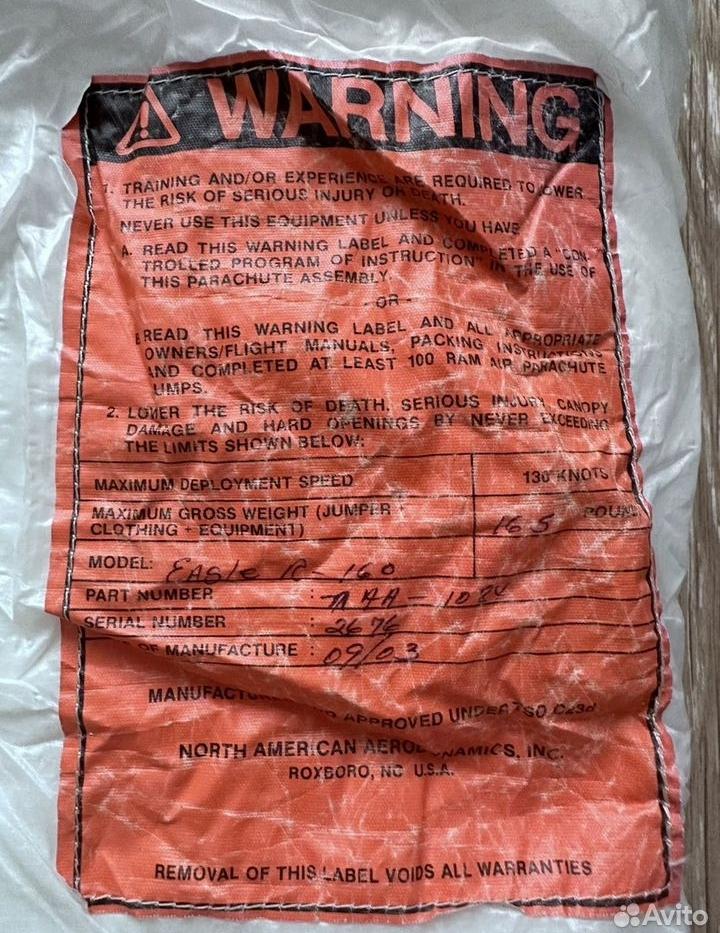 WARNING
1. TRAINING AND/OR EXPERIENCE ARE REQUIRED TO LOWER
THE RISK OF SERIOUS INJURY OR DEATH.
NEVER USE THIS EQUIPMENT UNLESS YOU HAVE
A. READ THIS WARNING LABEL AND COMPLETED A "CON-
TROLLED PROGRAM OF INSTRUCTION" IN THE USE OF
THIS PARACHUTE ASSEMBLY.
- OR -
READ THIS WARNING LABEL AND ALL APPROPRIATE
OWNERS/FLIGHT MANUALS, PACKING INSTRUCTIONS
AND COMPLETED AT LEAST 100 RAM AIR PARACHUTE
UMPS.
2. LOWER THE RISK OF DEATH, SERIOUS INJURY, CANOPY
DAMAGE AND HARD OPENINGS BY NEVER EXCEEDING
THE LIMITS SHOWN BELOW:
MAXIMUM DEPLOYMENT SPEED 130 KNOTS
MAXIMUM GROSS WEIGHT (JUMPER + 165 POUN
CLOTHING + EQUIPMENT)
MODEL: EAGLE R-160
PART NUMBER :
SERIAL NUMBER : 2676
OF MANUFACTURE : 09/03
MANUFACTURED APPROVED UNDER TSO C23d
NORTH AMERICAN AERODYNAMICS, INC.
ROXBORO, NC U.S.A.
REMOVAL OF THIS LABEL VOIDS ALL WARRANTIES
Avito